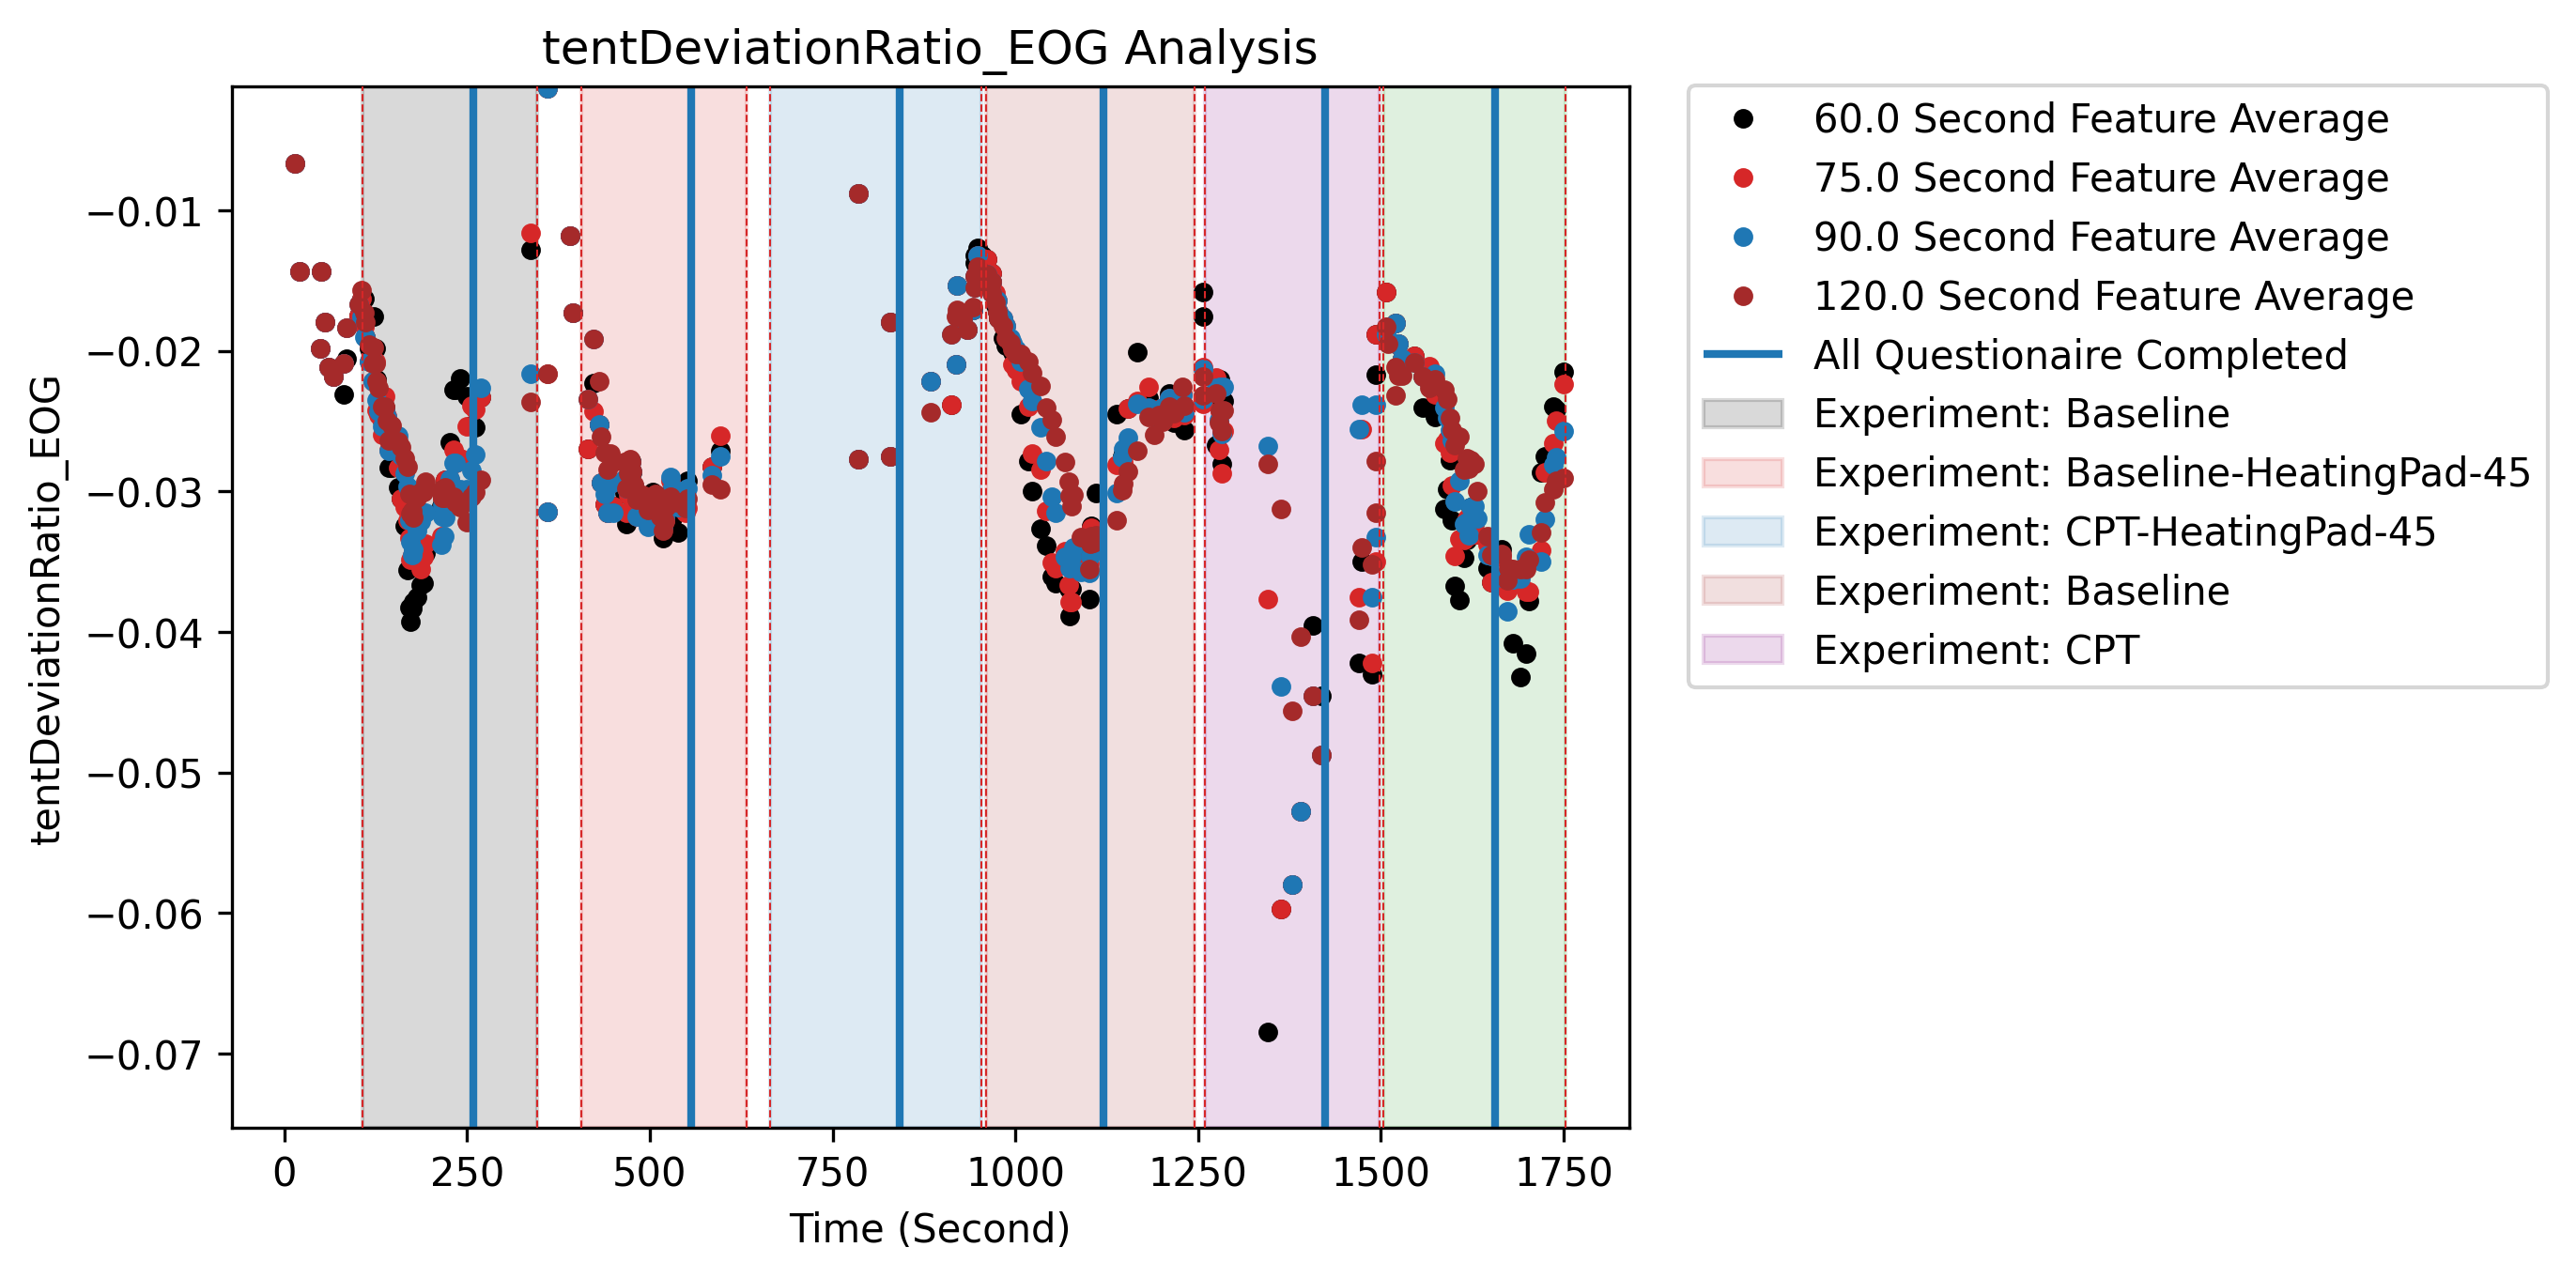 tentDeviationRatio_EOG Analysis
−0.01
−0.02
−0.03
−0.04
−0.05
−0.06
−0.07
tentDeviationRatio_EOG
0 250 500 750 1000 1250 1500 1750
Time (Second)
60.0 Second Feature Average
75.0 Second Feature Average
90.0 Second Feature Average
120.0 Second Feature Average
All Questionaire Completed
Experiment: Baseline
Experiment: Baseline-HeatingPad-45
Experiment: CPT-HeatingPad-45
Experiment: Baseline
Experiment: CPT